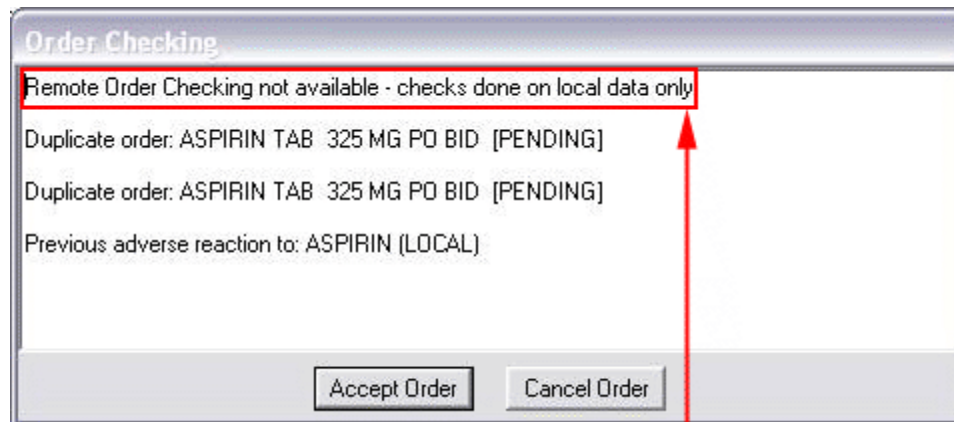 Order Checking
Remote Order Checking not available - checks done on local data only
Duplicate order: ASPIRIN TAB  325 MG PO BID  [PENDING]
Duplicate order: ASPIRIN TAB  325 MG PO BID  [PENDING]
Previous adverse reaction to: ASPIRIN (LOCAL)
Accept Order
Cancel Order